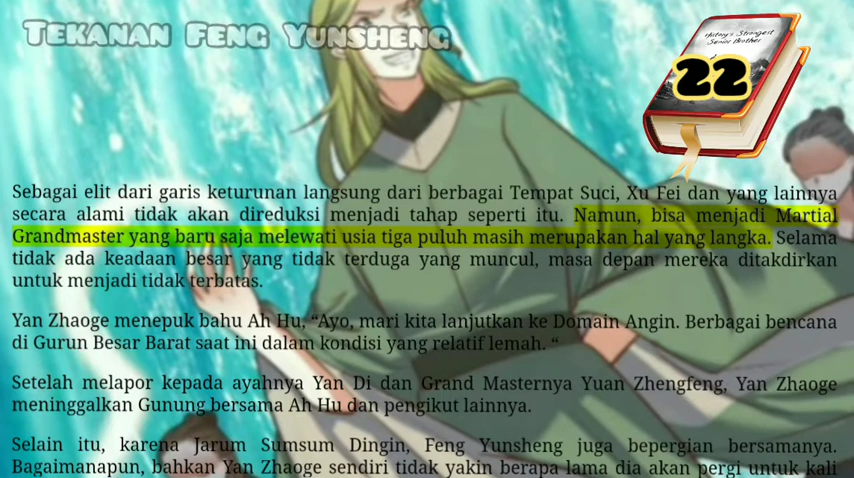 Tekanan Feng Yunsheng
History's Strongest
Senior Brother
22
Sebagai elit dari garis keturunan langsung dari berbagai Tempat Suci, Xu Fei dan yang lainnya
secara alami tidak akan direduksi menjadi tahap seperti itu. Namun, bisa menjadi Martial
Grandmaster yang baru saja melewati usia tiga puluh masih merupakan hal yang langka. Selama
tidak ada keadaan besar yang tidak terduga yang muncul, masa depan mereka ditakdirkan
untuk menjadi tidak terbatas.
Yan Zhaoge menepuk bahu Ah Hu, “Ayo, mari kita lanjutkan ke Domain Angin. Berbagai bencana
di Gurun Besar Barat saat ini dalam kondisi yang relatif lemah. “
Setelah melapor kepada ayahnya Yan Di dan Grand Masternya Yuan Zhengfeng, Yan Zhaoge
meninggalkan Gunung bersama Ah Hu dan pengikut lainnya.
Selain itu, karena Jarum Sumsum Dingin, Feng Yunsheng juga bepergian bersamanya.
Bagaimanapun, bahkan Yan Zhaoge sendiri tidak yakin berapa lama dia akan pergi untuk kali